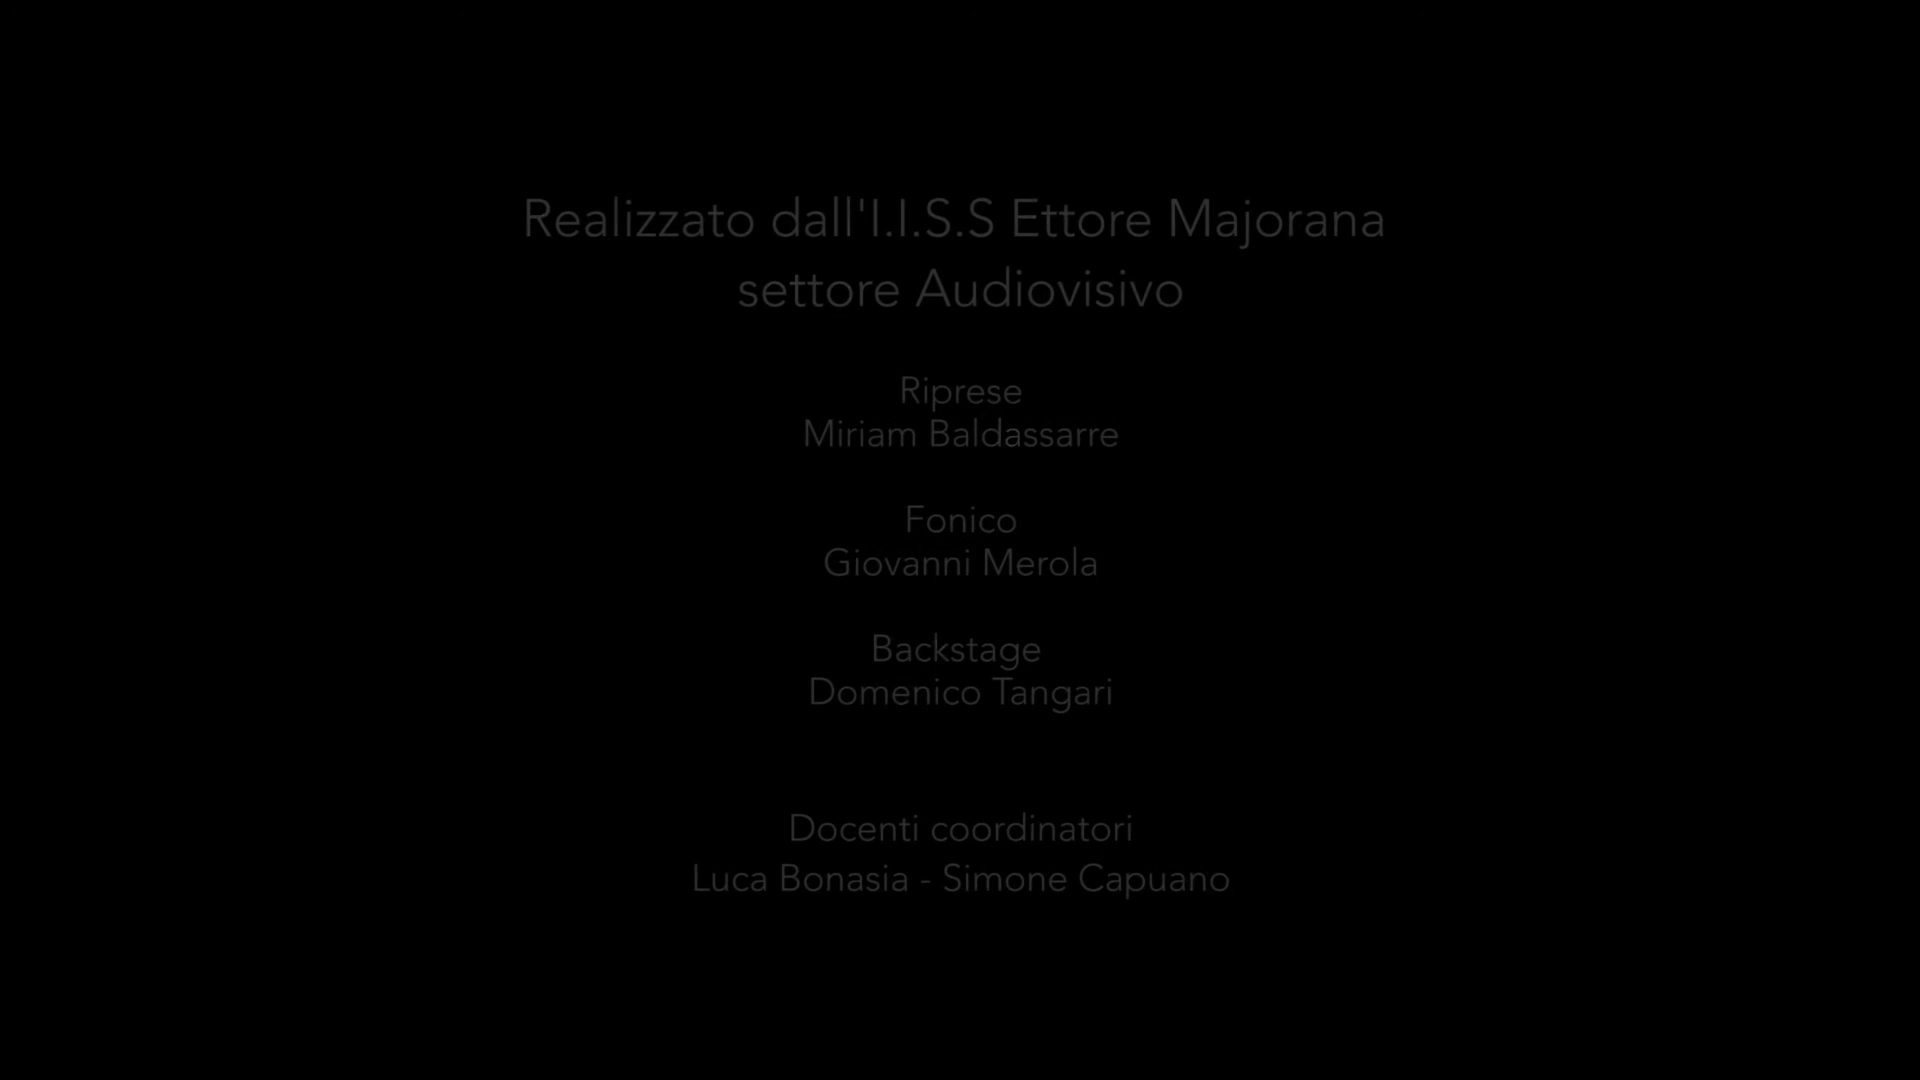 Realizzato dall'I.I.S.S Ettore Majorana
settore Audiovisivo
Riprese
Miriam Baldassarre
Fonico
Giovanni Merola
Backstage
Domenico Tangari
Docenti coordinatori
Luca Bonasia - Simone Capuano